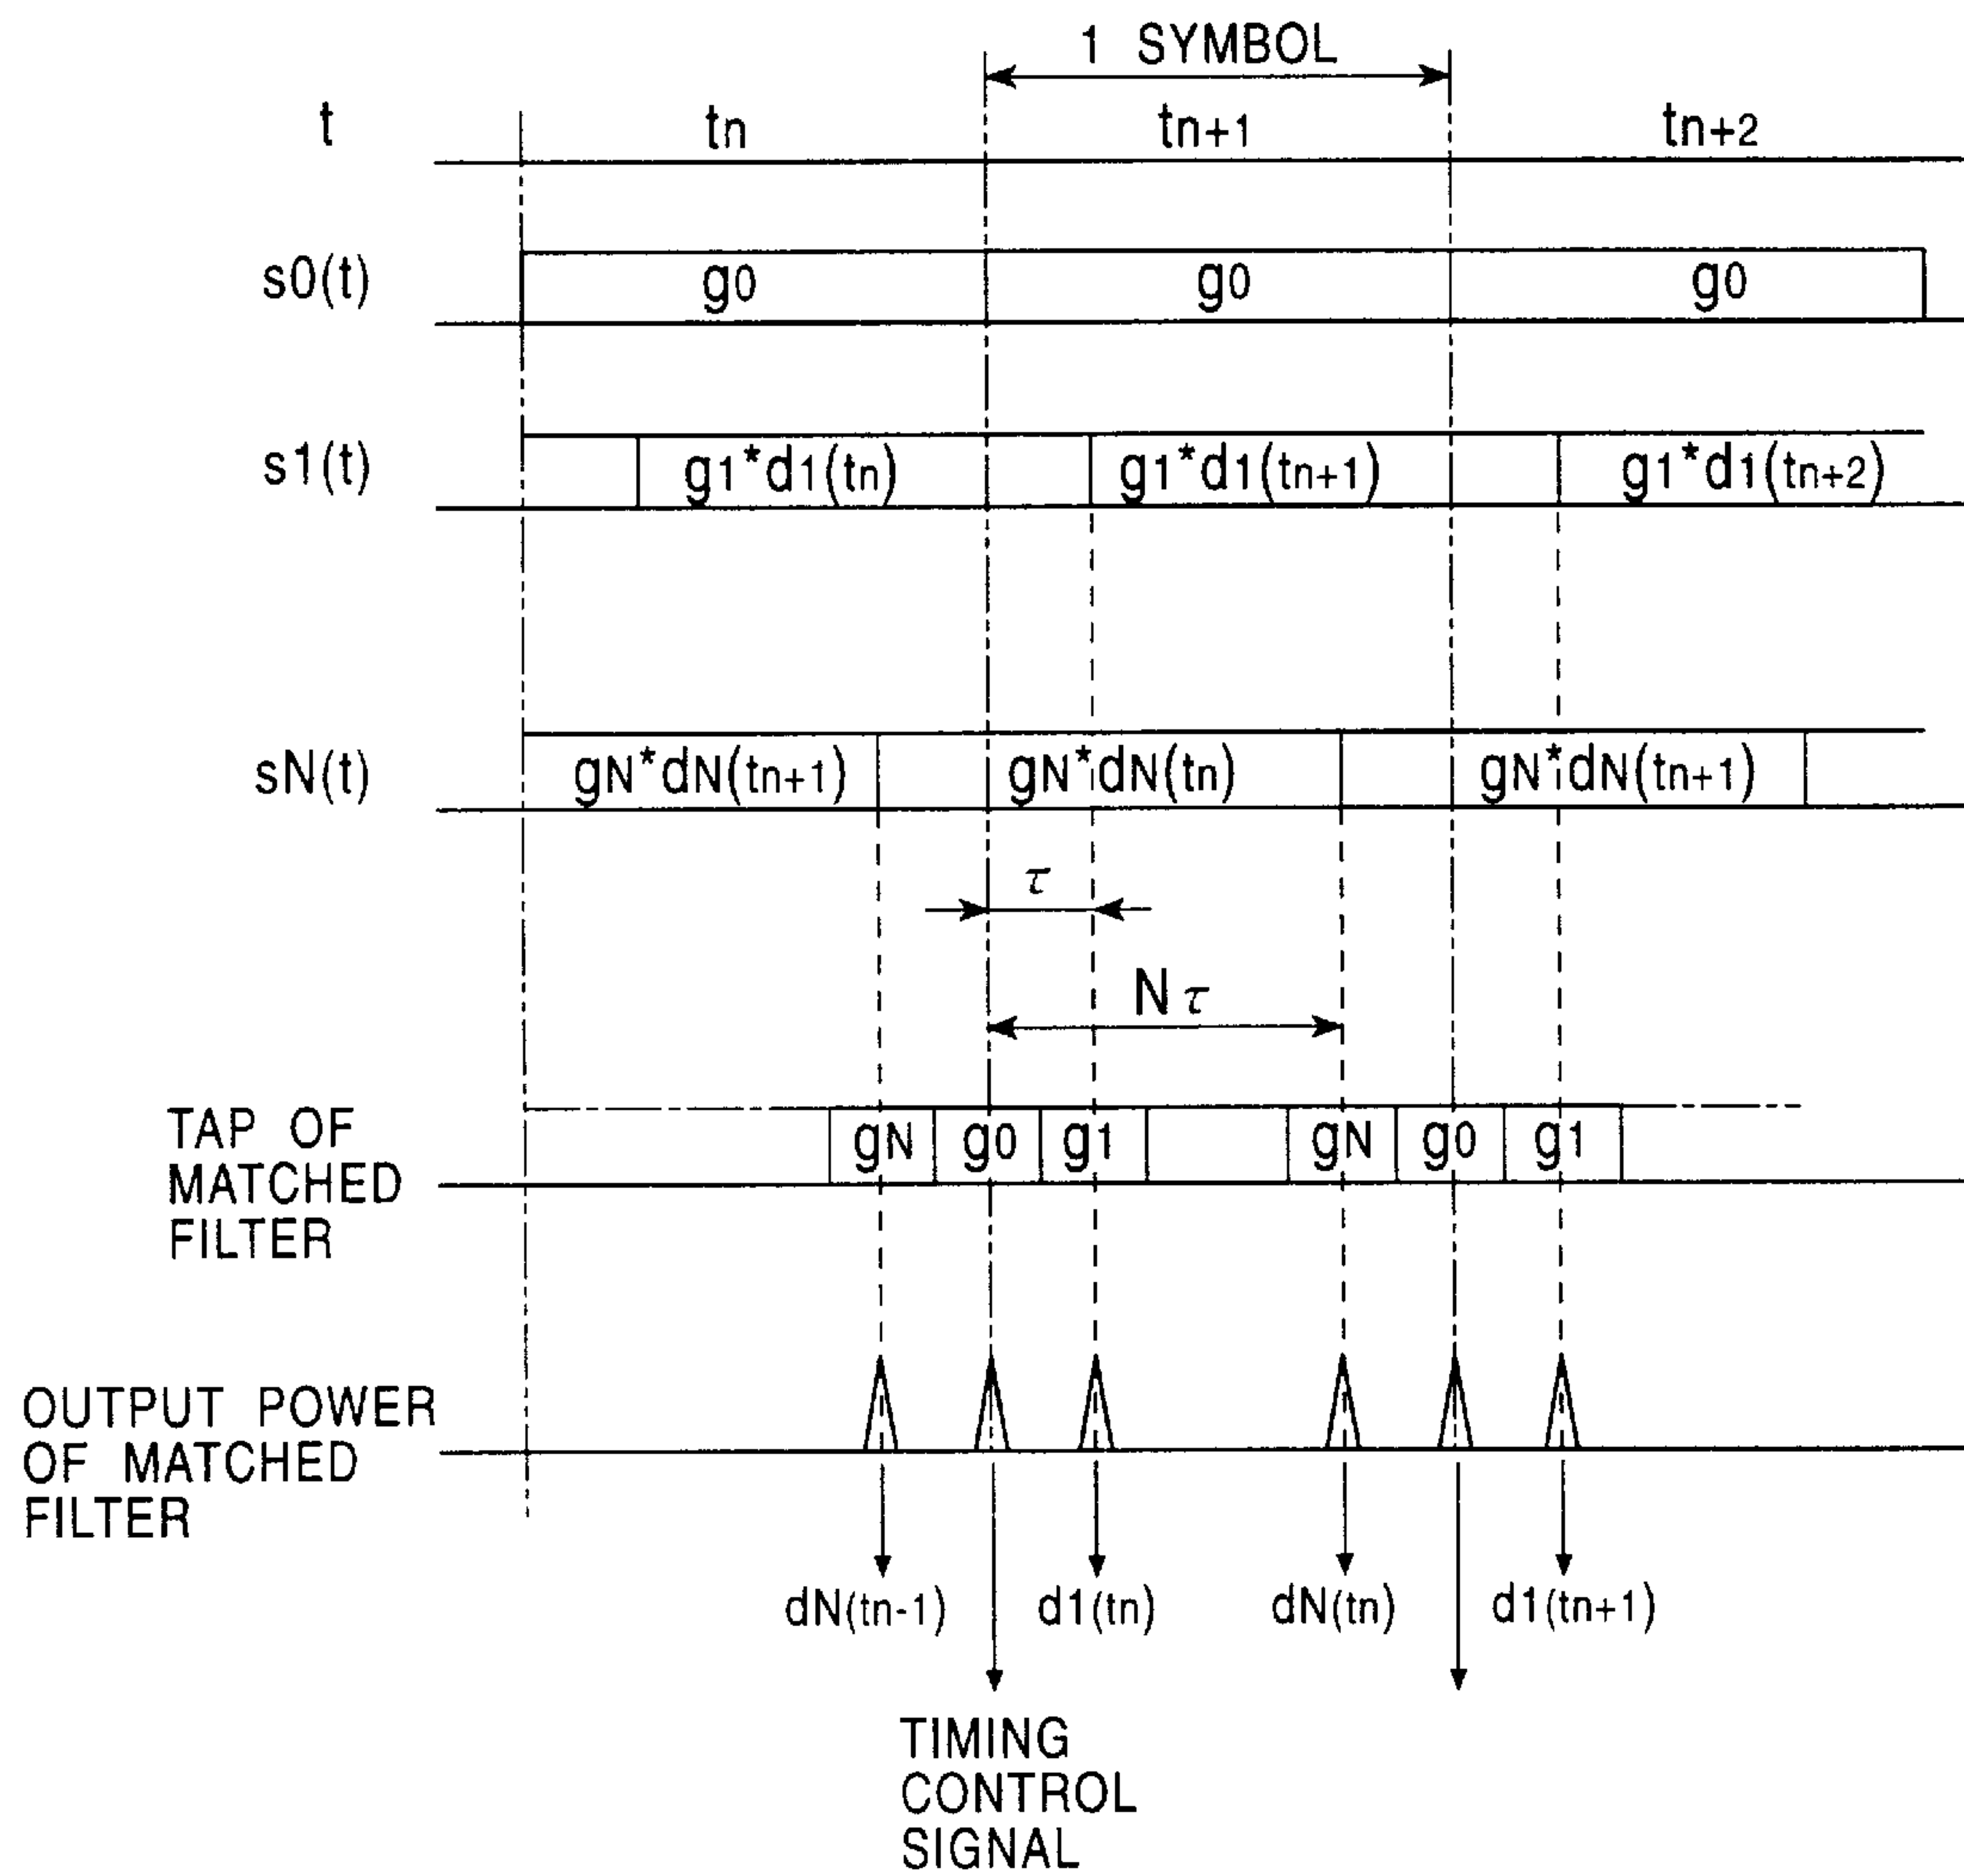 1 SYMBOL
t tn tn+1 tn+2
s0(t) g0 g0 g0
s1(t) g1*d1(tn) g1*d1(tn+1) g1*d1(tn+2)
sN(t) gN*dN(tn+1) gN*dN(tn) gN*dN(tn+1)
τ
Nτ
TAP OF
MATCHED
FILTER
gN g0 g1 gN g0 g1
OUTPUT POWER
OF MATCHED
FILTER
dN(tn-1) d1(tn) dN(tn) d1(tn+1)
TIMING
CONTROL
SIGNAL